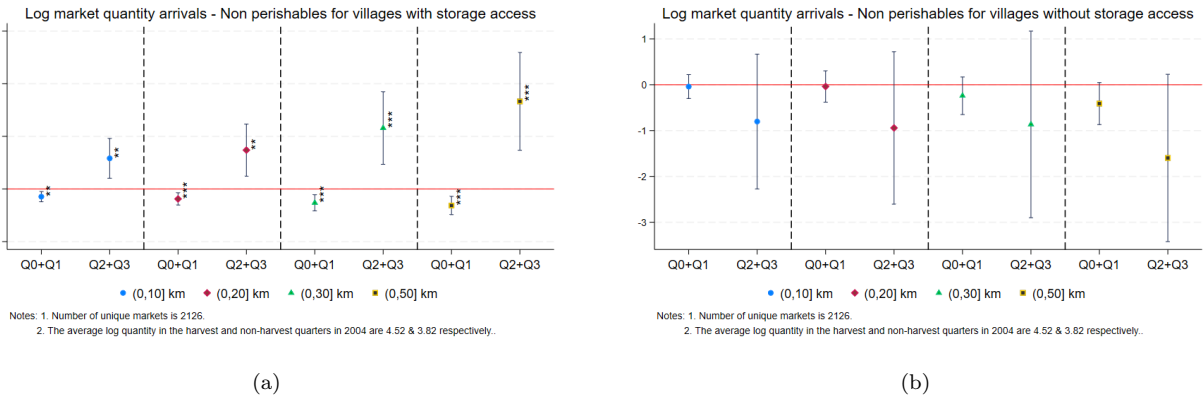 Log market quantity arrivals - Non perishables for villages with storage access
** ** *** ** *** *** *** ***
Q0+Q1 Q2+Q3 Q0+Q1 Q2+Q3 Q0+Q1 Q2+Q3 Q0+Q1 Q2+Q3
(0,10] km (0,20] km (0,30] km (0,50] km
Notes: 1. Number of unique markets is 2126.
2. The average log quantity in the harvest and non-harvest quarters in 2004 are 4.52 & 3.82 respectively..
(a)
Log market quantity arrivals - Non perishables for villages without storage access
1
0
-1
-2
-3
Q0+Q1 Q2+Q3 Q0+Q1 Q2+Q3 Q0+Q1 Q2+Q3 Q0+Q1 Q2+Q3
(0,10] km (0,20] km (0,30] km (0,50] km
Notes: 1. Number of unique markets is 2126.
2. The average log quantity in the harvest and non-harvest quarters in 2004 are 4.52 & 3.82 respectively..
(b)